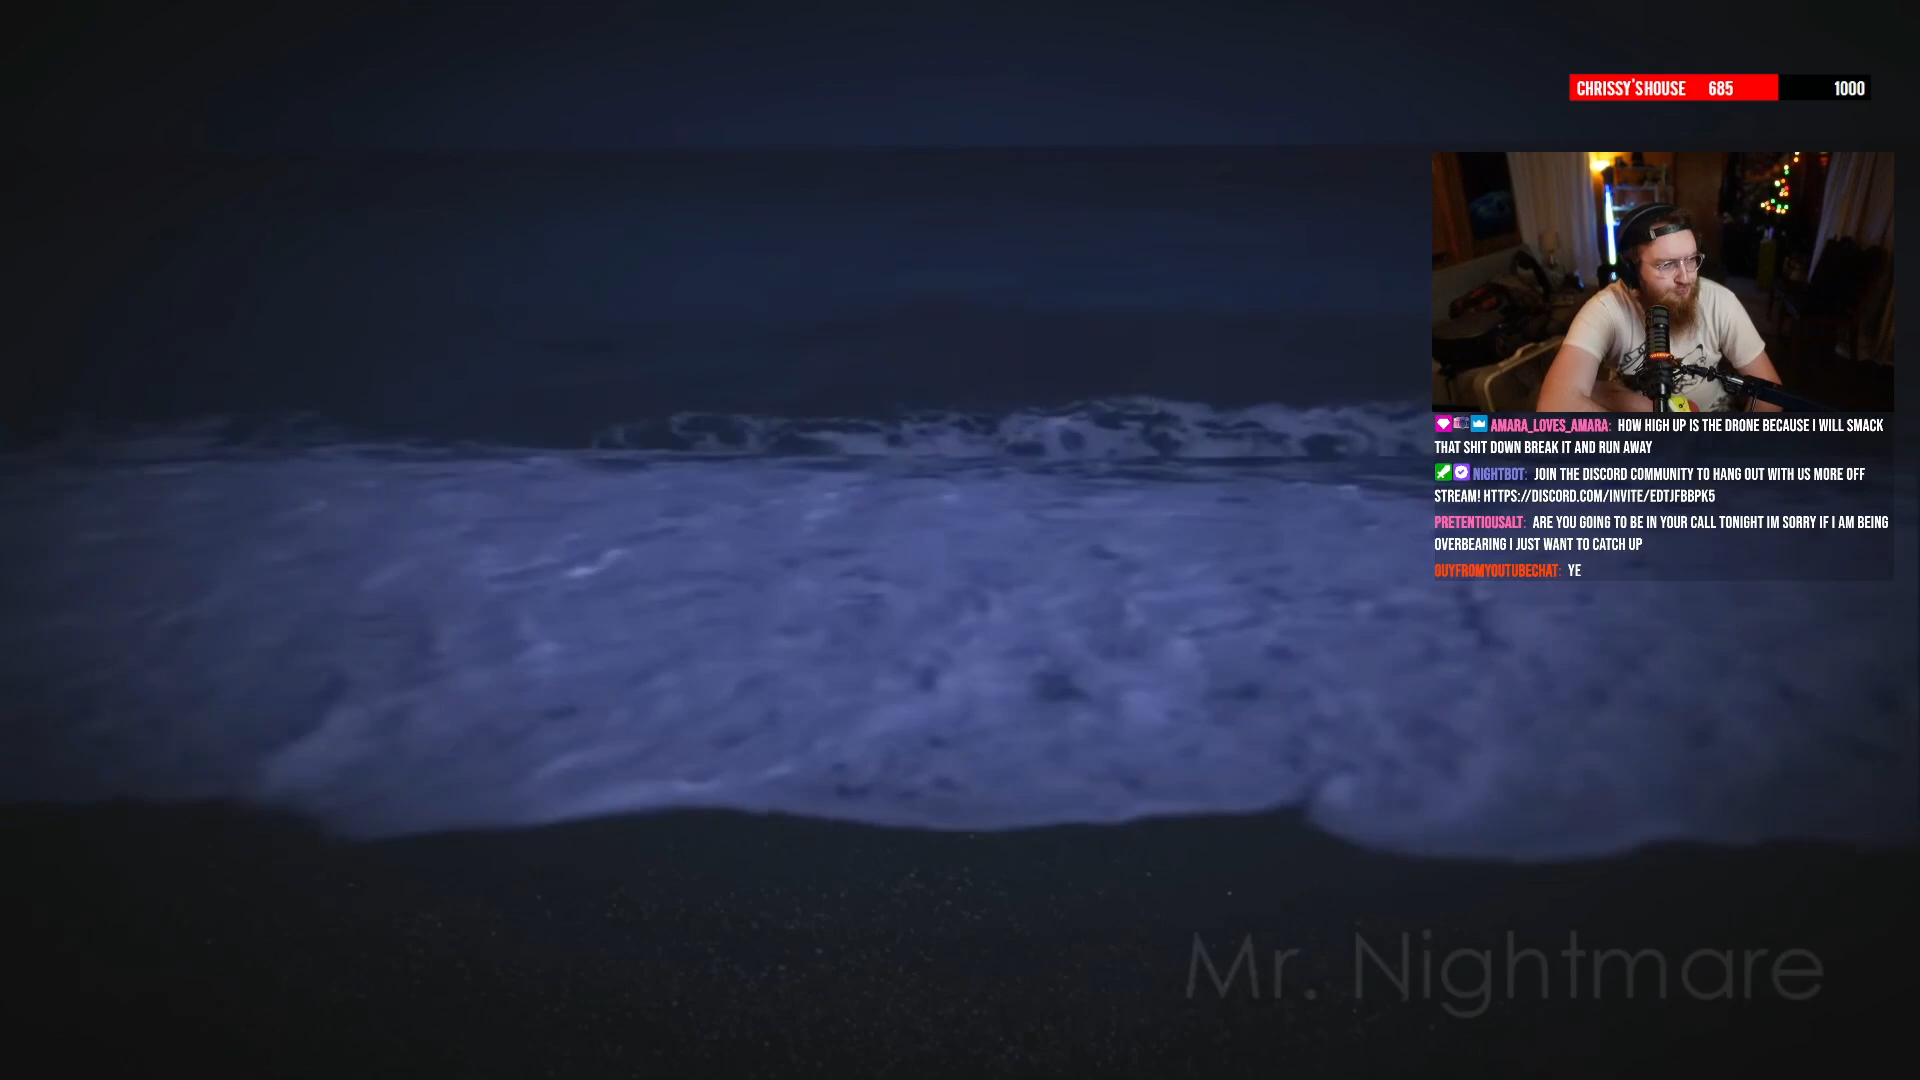 CHRISSY'S HOUSE 685 1000
AMARA_LOVES_AMARA: HOW HIGH UP IS THE DRONE BECAUSE I WILL SMACK
THAT SHIT DOWN BREAK IT AND RUN AWAY
NIGHTBOT: JOIN THE DISCORD COMMUNITY TO HANG OUT WITH US MORE OFF
STREAM! HTTPS://DISCORD.COM/INVITE/EDTJFBBPK5
PRETENTIOUSALT: ARE YOU GOING TO BE IN YOUR CALL TONIGHT IM SORRY IF I AM BEING
OVERBEARING I JUST WANT TO CATCH UP
GUYFROMYOUTUBECHAT: YE
Mr. Nightmare